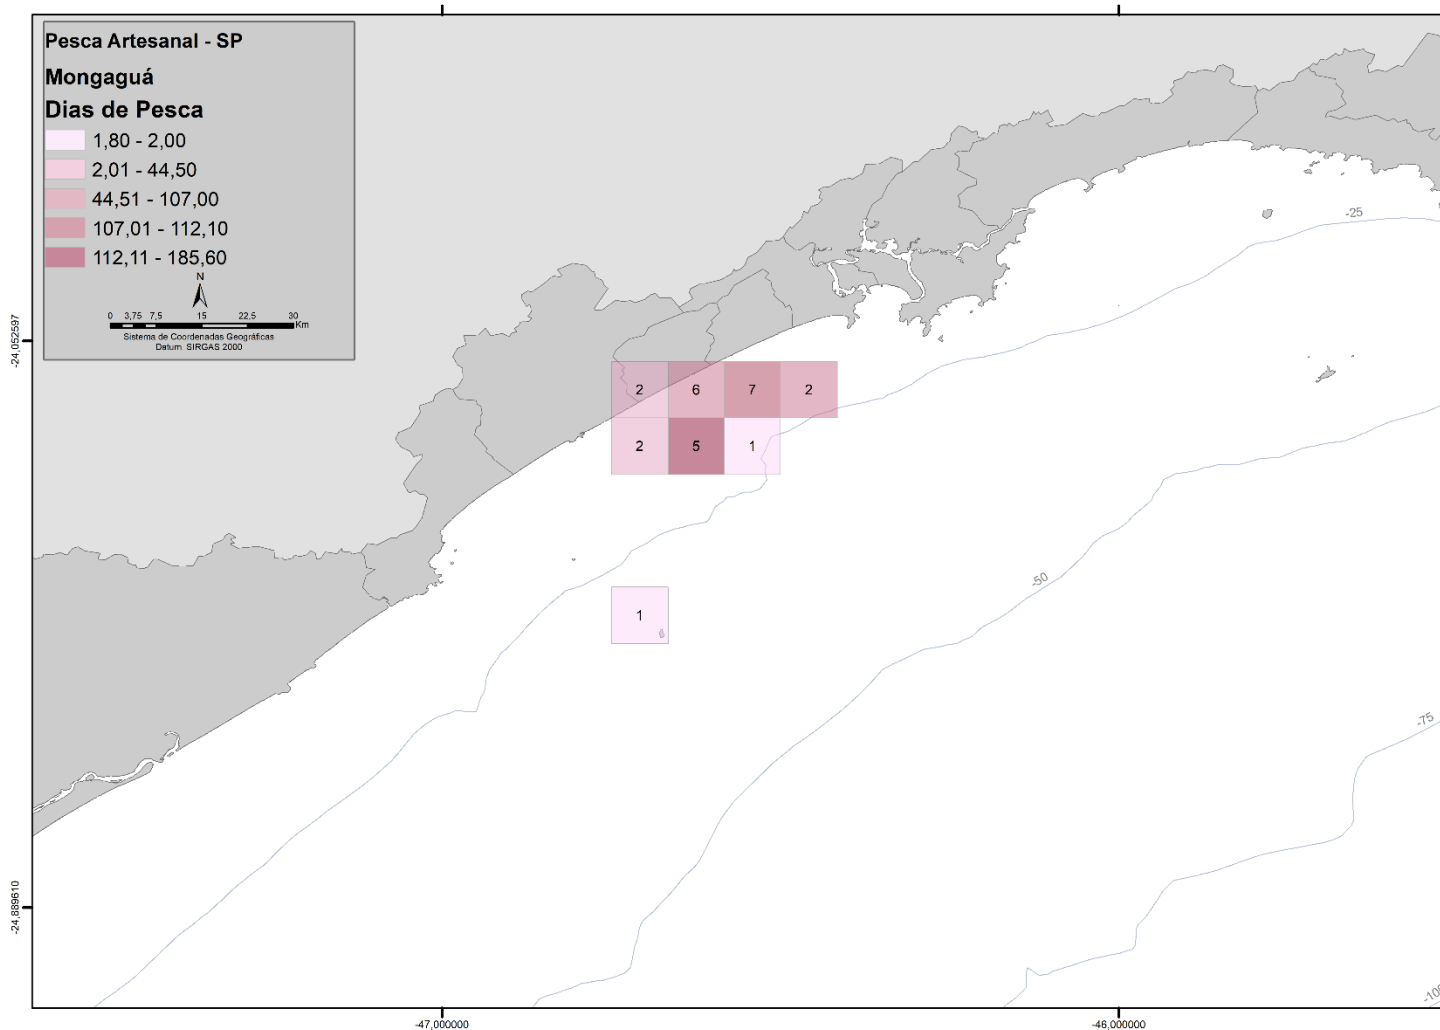 Pesca Artesanal - SP
Mongaguá
Dias de Pesca
1,80 - 2,00
2,01 - 44,50
44,51 - 107,00
107,01 - 112,10
112,11 - 185,60
N
0 3,75 7,5 15 22,5 30
Km
Sistema de Coordenadas Geográficas
Datum SIRGAS 2000
-25
-24,052597
2 6 7 2
2 5 1
-50
1
-75
-24,889610
-47,000000 -46,000000